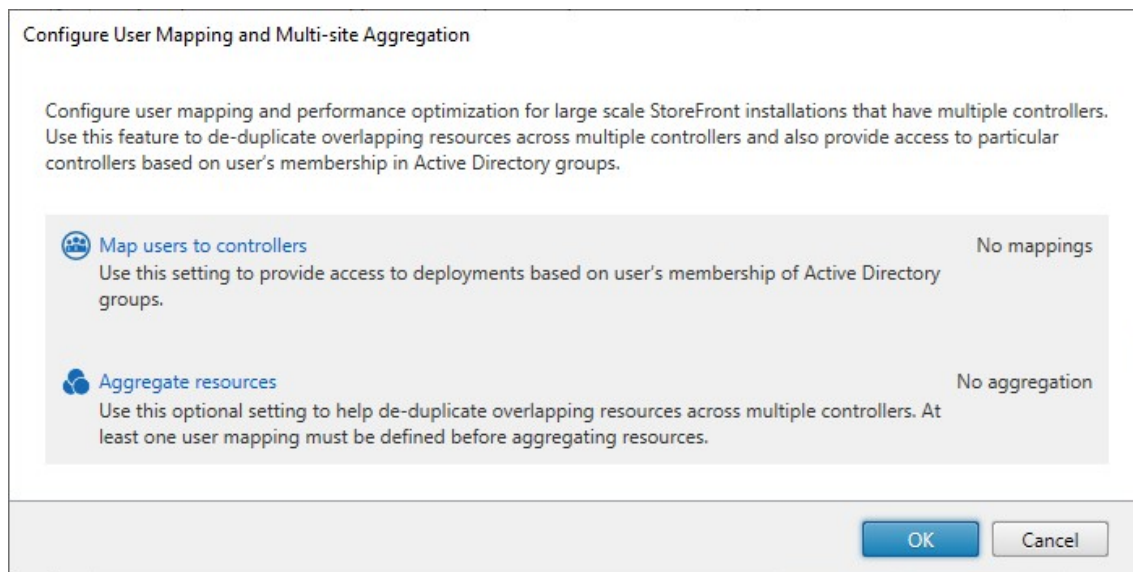 Configure User Mapping and Multi-site Aggregation
Configure user mapping and performance optimization for large scale StoreFront installations that have multiple controllers.
Use this feature to de-duplicate overlapping resources across multiple controllers and also provide access to particular
controllers based on user's membership in Active Directory groups.
Map users to controllers
No mappings
Use this setting to provide access to deployments based on user's membership of Active Directory
groups.
Aggregate resources
No aggregation
Use this optional setting to help de-duplicate overlapping resources across multiple controllers. At
least one user mapping must be defined before aggregating resources.
OK
Cancel